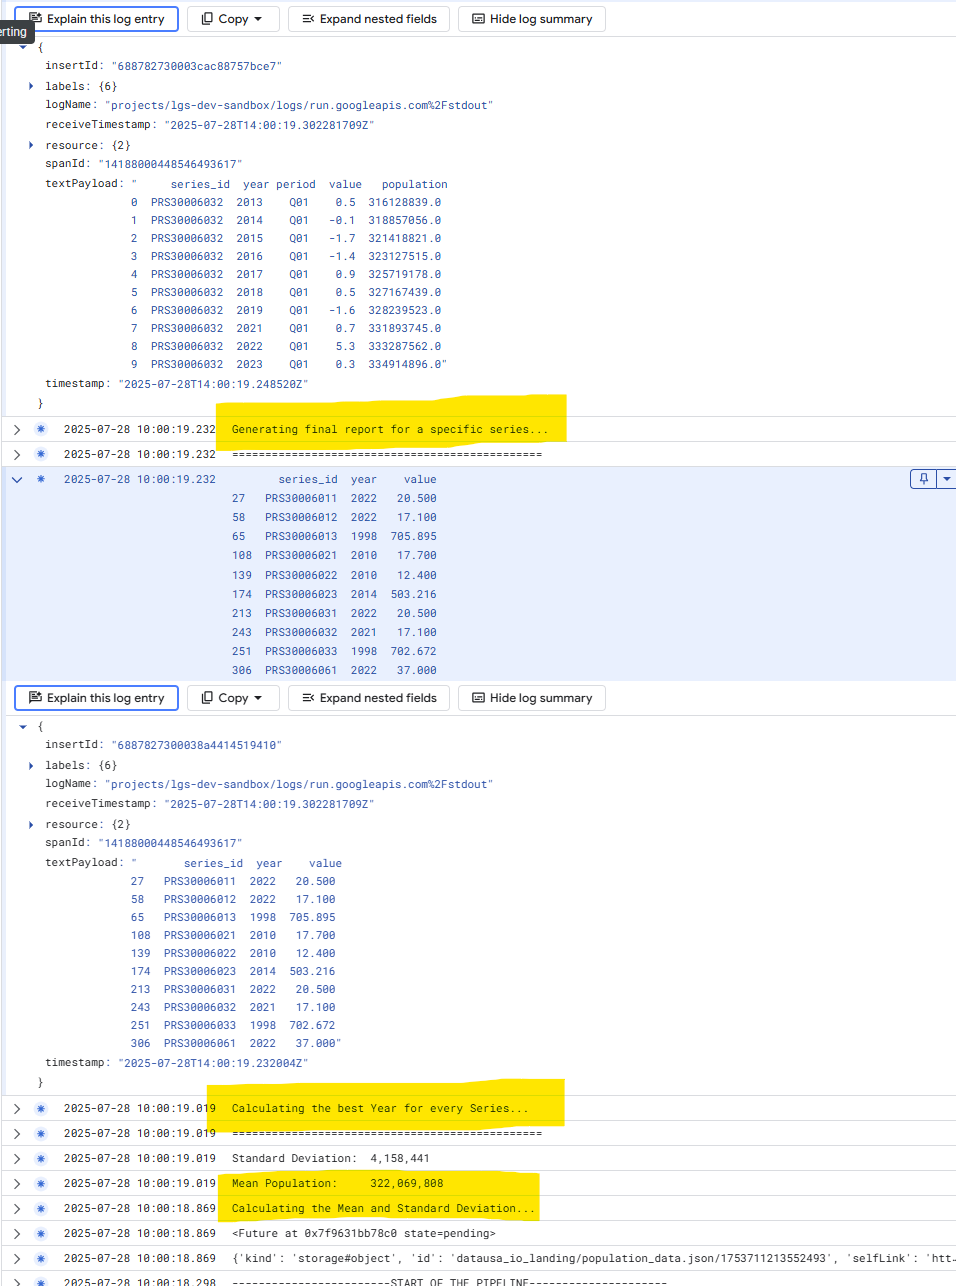 Explain this log entry Copy Expand nested fields Hide log summary
erting
{
insertId: "688782730003cac88757bce7"
labels: {6}
logName: "projects/lgs-dev-sandbox/logs/run.googleapis.com%2Fstdout"
receiveTimestamp: "2025-07-28T14:00:19.302281709Z"
resource: {2}
spanId: "14188000448546493617"
textPayload: " series_id year period value population
0 PRS30006032 2013 Q01 0.5 316128839.0
1 PRS30006032 2014 Q01 -0.1 318857056.0
2 PRS30006032 2015 Q01 -1.7 321418821.0
3 PRS30006032 2016 Q01 -1.4 323127515.0
4 PRS30006032 2017 Q01 0.9 325719178.0
5 PRS30006032 2018 Q01 0.5 327167439.0
6 PRS30006032 2019 Q01 -1.6 328239523.0
7 PRS30006032 2021 Q01 0.7 331893745.0
8 PRS30006032 2022 Q01 5.3 333287562.0
9 PRS30006032 2023 Q01 0.3 334914896.0"
timestamp: "2025-07-28T14:00:19.248520Z"
}
2025-07-28 10:00:19.232 Generating final report for a specific series...
2025-07-28 10:00:19.232 ===============================================
2025-07-28 10:00:19.232 series_id year value
27 PRS30006011 2022 20.500
58 PRS30006012 2022 17.100
65 PRS30006013 1998 705.895
108 PRS30006021 2010 17.700
139 PRS30006022 2010 12.400
174 PRS30006023 2014 503.216
213 PRS30006031 2022 20.500
243 PRS30006032 2021 17.100
251 PRS30006033 1998 702.672
306 PRS30006061 2022 37.000
Explain this log entry Copy Expand nested fields Hide log summary
{
insertId: "6887827300038a4414519410"
labels: {6}
logName: "projects/lgs-dev-sandbox/logs/run.googleapis.com%2Fstdout"
receiveTimestamp: "2025-07-28T14:00:19.302281709Z"
resource: {2}
spanId: "14188000448546493617"
textPayload: " series_id year value
27 PRS30006011 2022 20.500
58 PRS30006012 2022 17.100
65 PRS30006013 1998 705.895
108 PRS30006021 2010 17.700
139 PRS30006022 2010 12.400
174 PRS30006023 2014 503.216
213 PRS30006031 2022 20.500
243 PRS30006032 2021 17.100
251 PRS30006033 1998 702.672
306 PRS30006061 2022 37.000"
timestamp: "2025-07-28T14:00:19.232004Z"
}
2025-07-28 10:00:19.019 Calculating the best Year for every Series...
2025-07-28 10:00:19.019 ===============================================
2025-07-28 10:00:19.019 Standard Deviation: 4,158,441
2025-07-28 10:00:19.019 Mean Population: 322,069,808
2025-07-28 10:00:18.869 Calculating the Mean and Standard Deviation...
2025-07-28 10:00:18.869 <Future at 0x7f9631bb78c0 state=pending>
2025-07-28 10:00:18.869 {'kind': 'storage#object', 'id': 'datausa_io_landing/population_data.json/1753711213552493', 'selfLink': 'htt…
2025-07-28 10:00:18.298 ------------------------START OF THE PIPELINE---------------------